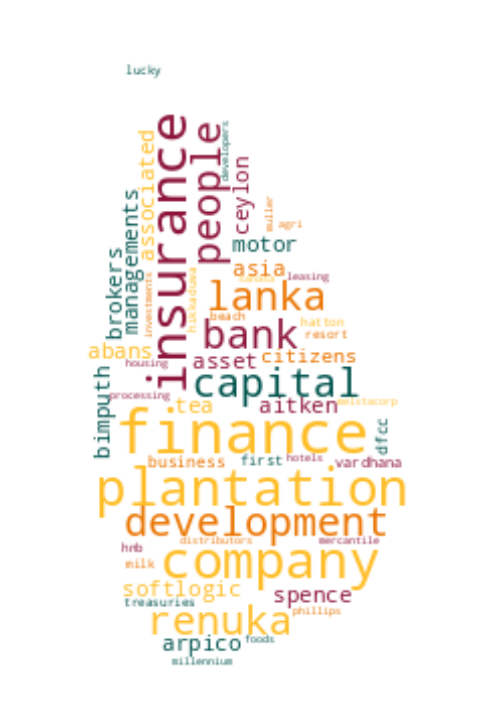 lucky
insurance
people
developers
associated
ceylon
managements
muller
agri
motor
brokers
asia
leasing
investments
hikkaduwa
lanka
beach
bank
hatton
resort
abans
asset
citizens
housing
capital
bimputh
processing
tea
aitken
finance
dfcc
business
first
hotels
vardhana
plantation
development
distributors
mercantile
hnb
company
milk
softlogic
spence
treasuries
phillips
renuka
arpico
foods
millennium